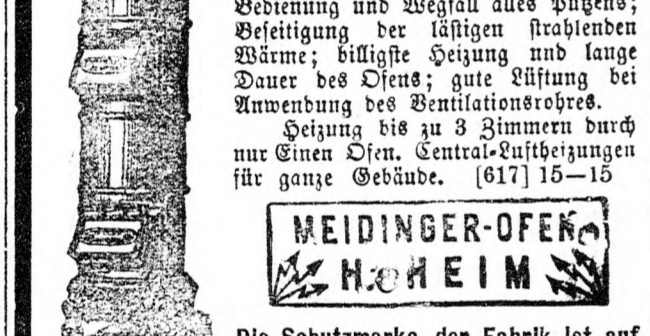 Bedienung und Wegfall alles Putzens;
Beseitigung der lästigen strahlenden
Wärme; billigste Heizung und lange
Dauer des Ofens; gute Lüftung bei
Anwendung des Ventilationsrohres.
Heizung bis zu 3 Zimmern durch
nur Einen Ofen. Central-Luftheizungen
für ganze Gebäude. [617] 15—15
MEIDINGER-OFEN
H. HEIM
Die Schutzmarke der Fabrik ist auf